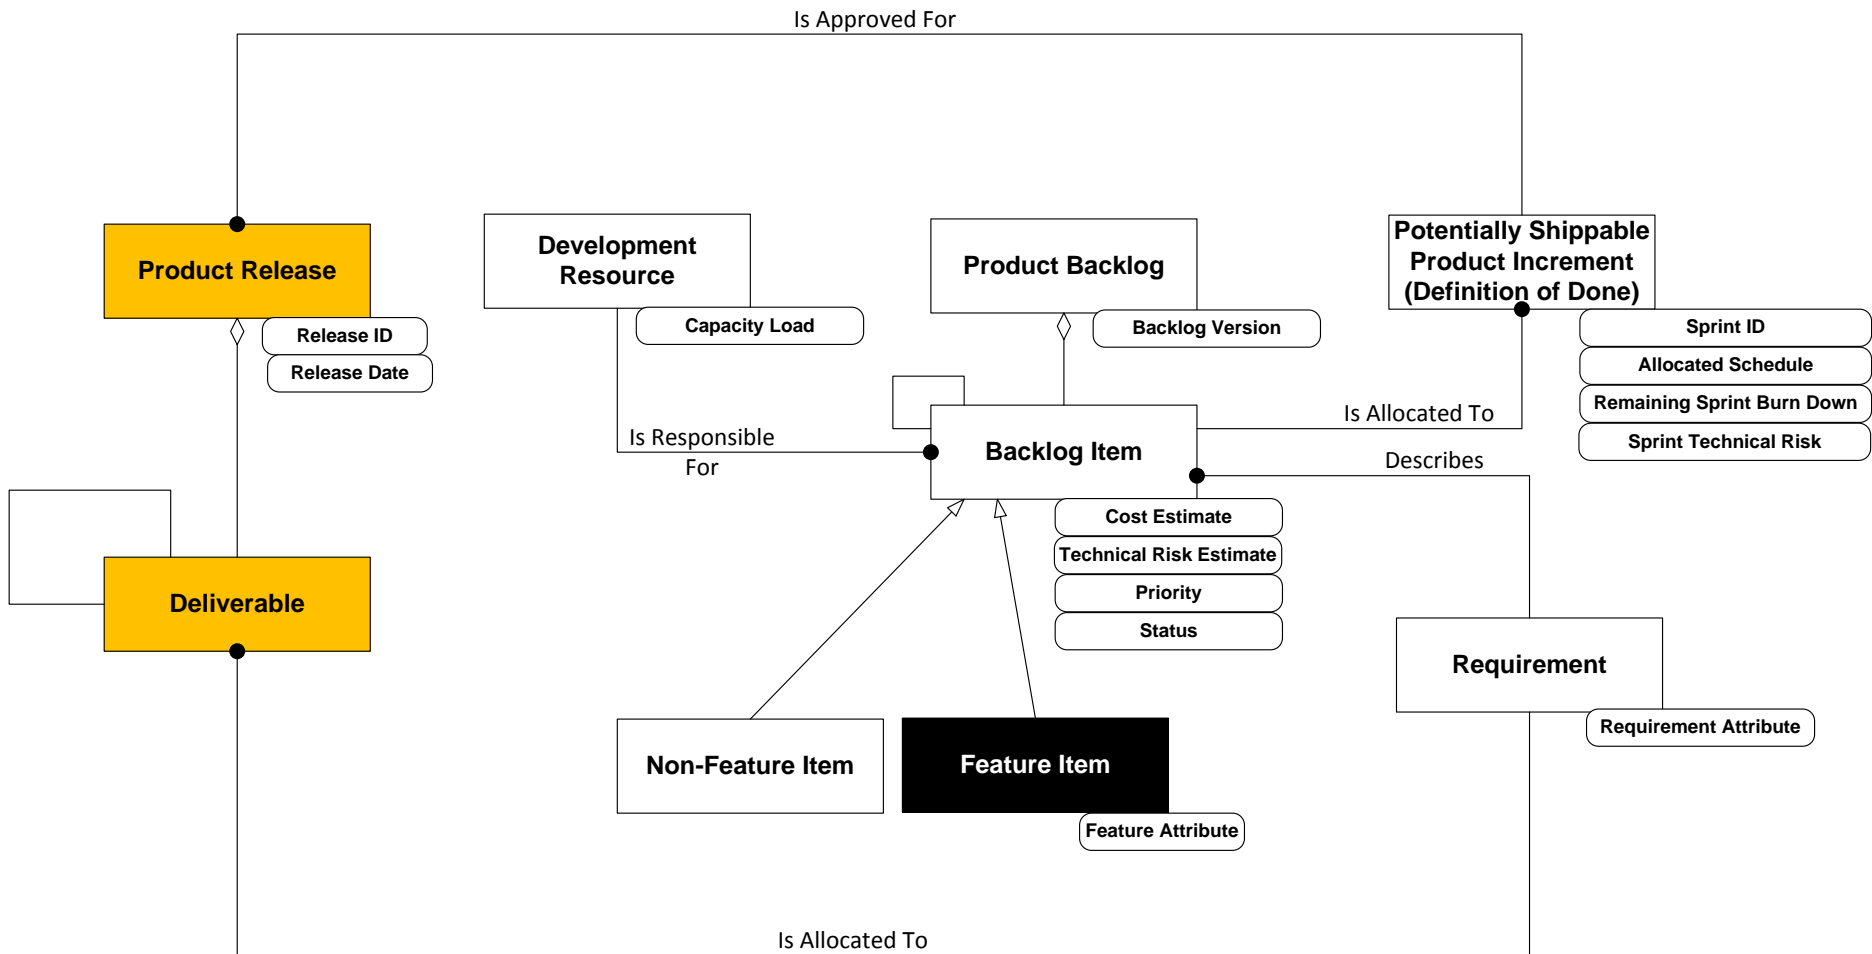 Is Approved For
Product Release
Release ID
Release Date
Development
Resource
Capacity Load
Product Backlog
Backlog Version
Potentially Shippable
Product Increment
(Definition of Done)
Sprint ID
Allocated Schedule
Remaining Sprint Burn Down
Sprint Technical Risk
Is Allocated To
Is Responsible
For
Backlog Item
Describes
Cost Estimate
Technical Risk Estimate
Priority
Status
Deliverable
Requirement
Requirement Attribute
Non-Feature Item
Feature Item
Feature Attribute
Is Allocated To